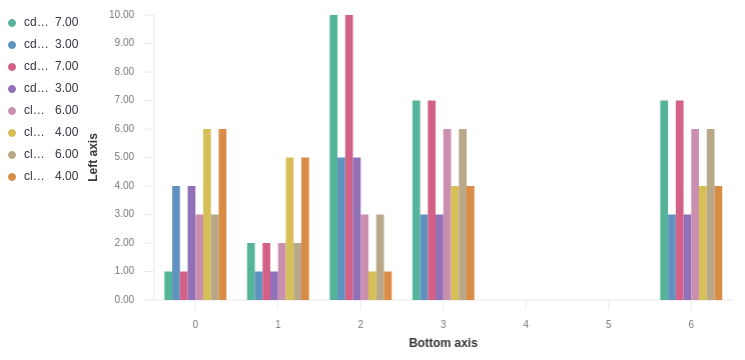 cd... 7.00
cd... 3.00
cd... 7.00
cd... 3.00
cl... 6.00
cl... 4.00
cl... 6.00
cl... 4.00
Left axis
10.00
9.00
8.00
7.00
6.00
5.00
4.00
3.00
2.00
1.00
0.00
0 1 2 3 4 5 6
Bottom axis